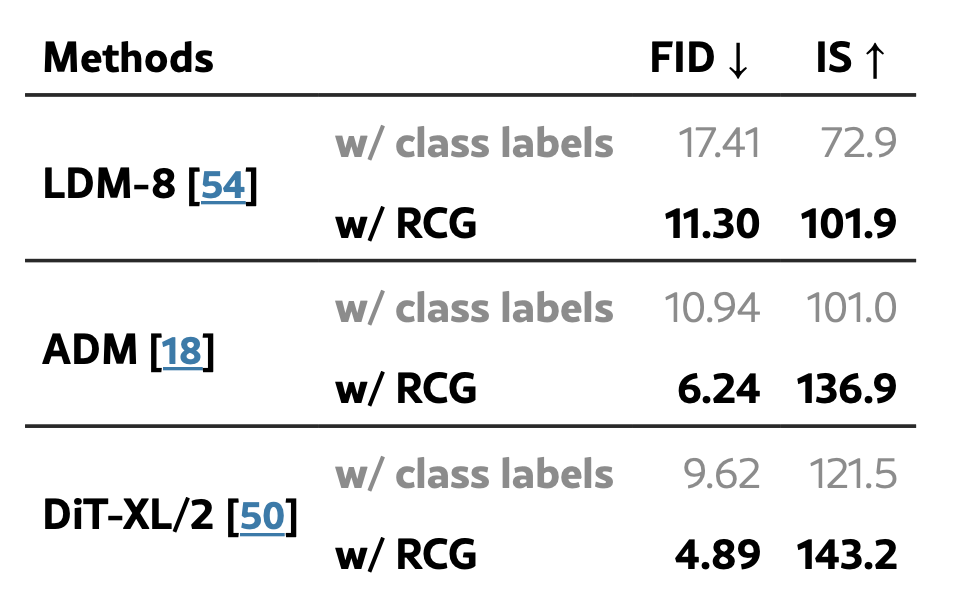 Methods FID ↓ IS ↑
w/ class labels 17.41 72.9
LDM-8 [54]
w/ RCG 11.30 101.9
w/ class labels 10.94 101.0
ADM [18]
w/ RCG 6.24 136.9
w/ class labels 9.62 121.5
DiT-XL/2 [50]
w/ RCG 4.89 143.2